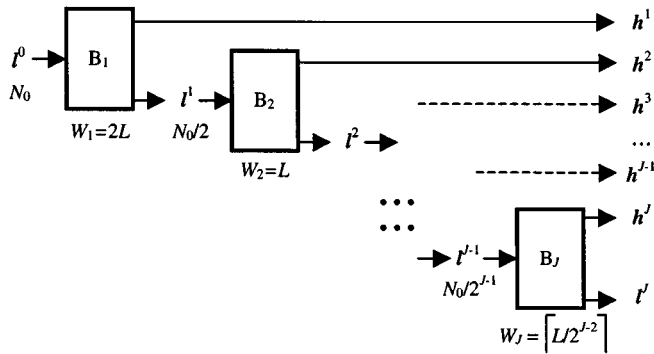 B₁ h¹
l⁰ B₂ h²
N₀ l¹ h³
W₁=2L N₀/2 l² ...
W₂=L hᴶ⁻¹
••• hᴶ
•••
lᴶ⁻¹ Bᴶ
N₀/2ᴶ⁻¹ lᴶ
Wᴶ = ⌈L/2ᴶ⁻²⌉